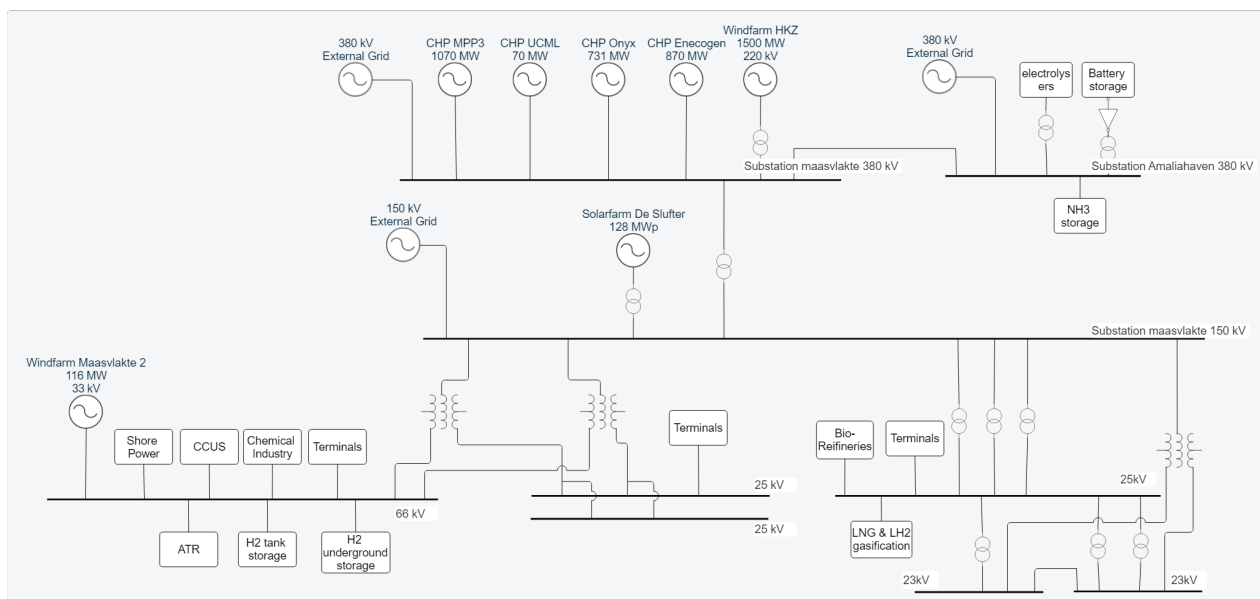 380 kV
External Grid
CHP MPP3
1070 MW
CHP UCML
70 MW
CHP Onyx
731 MW
CHP Enecogen
870 MW
Windfarm HKZ
1500 MW
220 kV
380 kV
External Grid
electrolys
ers
Battery
storage
Substation maasvlakte 380 kV
Substation Amaliahaven 380 kV
NH3
storage
150 kV
External Grid
Solarfarm De Slufter
128 MWp
Substation maasvlakte 150 kV
Windfarm Maasvlakte 2
116 MW
33 kV
Shore
Power
CCUS
Chemical
Industry
Terminals
Terminals
Bio-
Reifineries
Terminals
66 kV
25 kV
25 kV
25kV
ATR
H2 tank
storage
H2
underground
storage
LNG & LH2
gasification
23kV
23kV